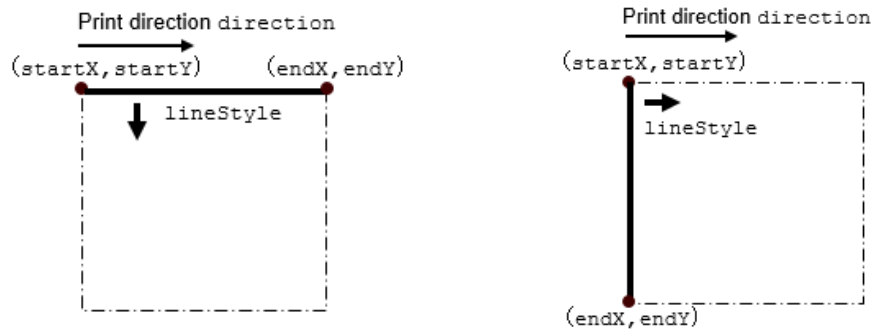 Print direction direction
(startX,startY)
(endX,endY)
lineStyle
Print direction direction
(startX,startY)
lineStyle
(endX,endY)